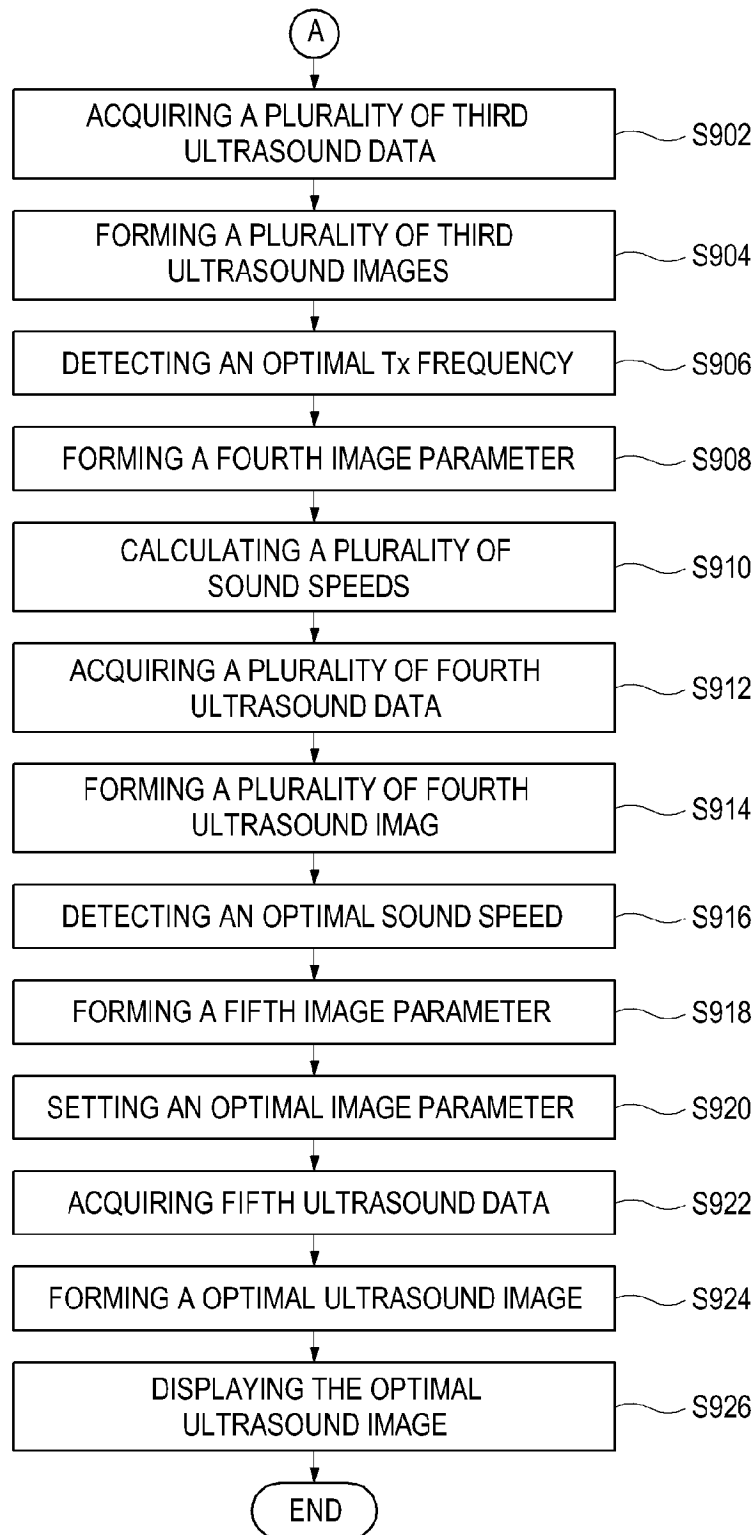 A
ACQUIRING A PLURALITY OF THIRD
ULTRASOUND DATA
S902
FORMING A PLURALITY OF THIRD
ULTRASOUND IMAGES
S904
DETECTING AN OPTIMAL Tx FREQUENCY
S906
FORMING A FOURTH IMAGE PARAMETER
S908
CALCULATING A PLURALITY OF
SOUND SPEEDS
S910
ACQUIRING A PLURALITY OF FOURTH
ULTRASOUND DATA
S912
FORMING A PLURALITY OF FOURTH
ULTRASOUND IMAG
S914
DETECTING AN OPTIMAL SOUND SPEED
S916
FORMING A FIFTH IMAGE PARAMETER
S918
SETTING AN OPTIMAL IMAGE PARAMETER
S920
ACQUIRING FIFTH ULTRASOUND DATA
S922
FORMING A OPTIMAL ULTRASOUND IMAGE
S924
DISPLAYING THE OPTIMAL
ULTRASOUND IMAGE
S926
END